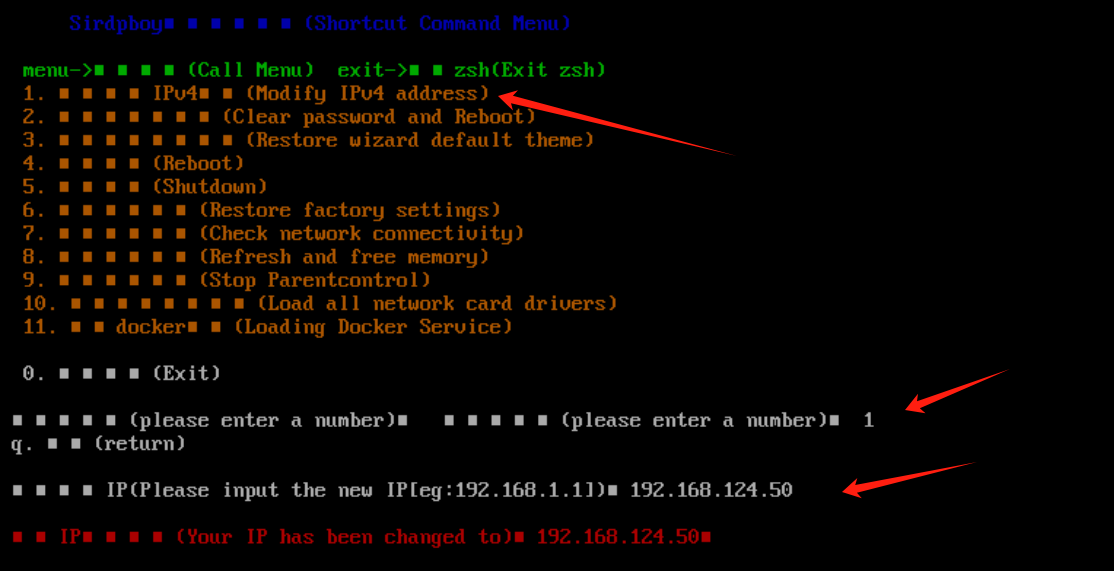 Sirdpboy■ ■ ■ ■ ■ ■ (Shortcut Command Menu)
menu->■ ■ ■ ■ (Call Menu) exit->■ ■ zsh(Exit zsh)
1. ■ ■ ■ ■ IPv4■ ■ (Modify IPv4 address)
2. ■ ■ ■ ■ ■ ■ ■ (Clear password and Reboot)
3. ■ ■ ■ ■ ■ ■ ■ ■ (Restore wizard default theme)
4. ■ ■ ■ ■ (Reboot)
5. ■ ■ ■ ■ (Shutdown)
6. ■ ■ ■ ■ ■ ■ (Restore factory settings)
7. ■ ■ ■ ■ ■ ■ (Check network connectivity)
8. ■ ■ ■ ■ ■ ■ (Refresh and free memory)
9. ■ ■ ■ ■ ■ ■ (Stop Parentcontrol)
10. ■ ■ ■ ■ ■ ■ ■ ■ (Load all network card drivers)
11. ■ ■ docker■ ■ (Loading Docker Service)
0. ■ ■ ■ ■ (Exit)
■ ■ ■ ■ ■ (please enter a number)■ ■ ■ ■ ■ ■ (please enter a number)■ 1
q. ■ ■ (return)
■ ■ ■ ■ IP(Please input the new IP[eg:192.168.1.1])■ 192.168.124.50
■ ■ IP■ ■ ■ ■ (Your IP has been changed to)■ 192.168.124.50■